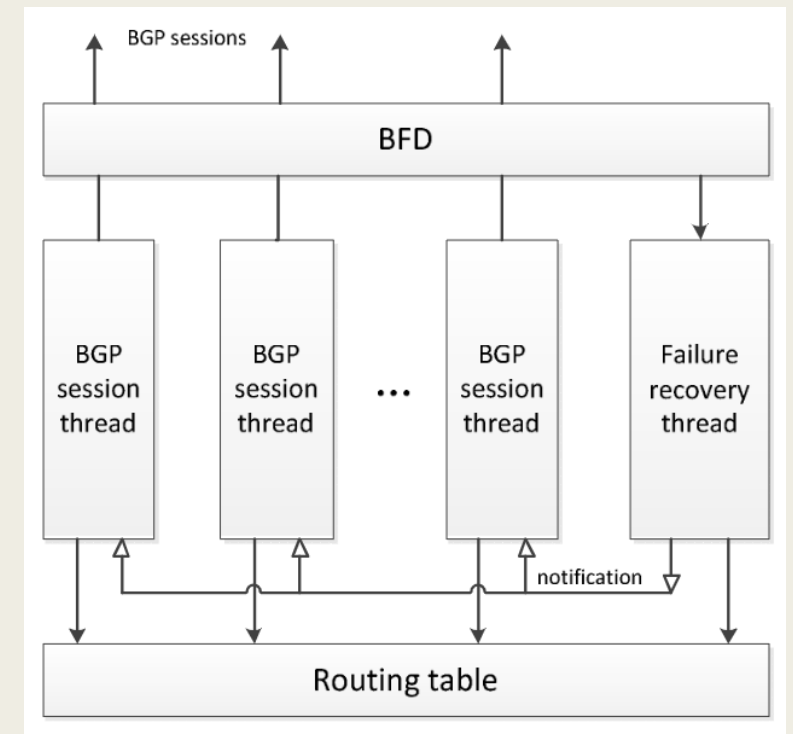 BGP sessions
BFD
BGP
session
thread
BGP
session
thread
...
BGP
session
thread
Failure
recovery
thread
notification
Routing table